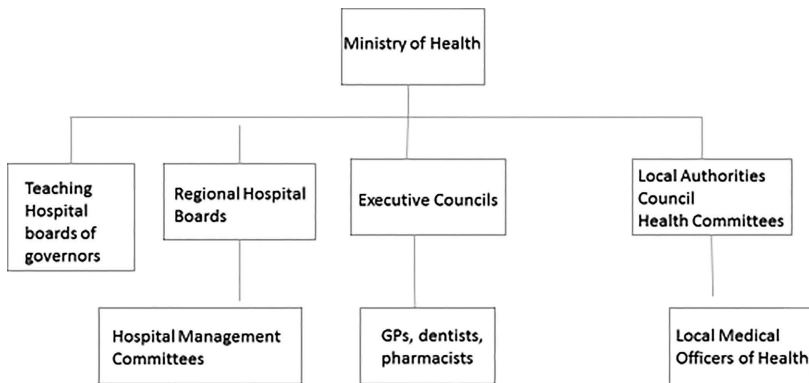 Ministry of Health
Teaching
Hospital
boards of
governors
Regional Hospital
Boards
Executive Councils
Local Authorities
Council
Health Committees
Hospital Management
Committees
GPs, dentists,
pharmacists
Local Medical
Officers of Health